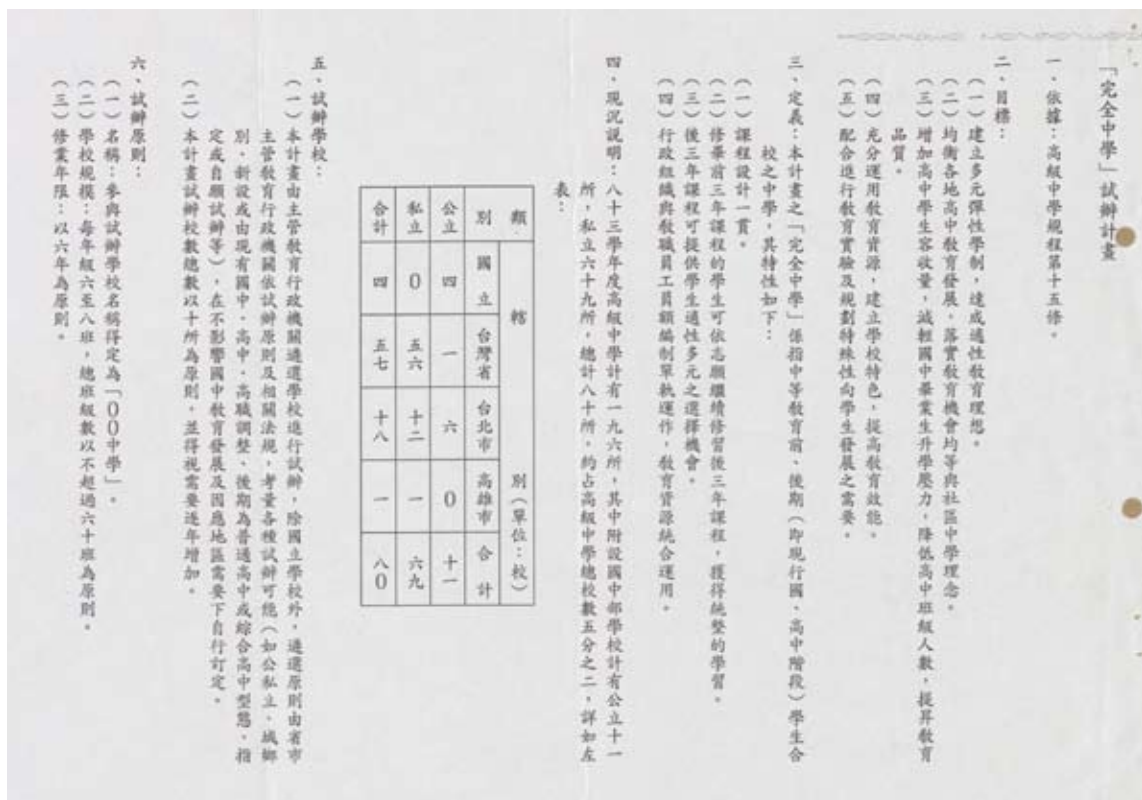 「完全中學」試辦計畫
一、依據：高級中學規程第十五條。
二、目標：
（一）建立多元彈性學制，達成適性教育理想。
（二）均衡各地高中教育發展，落實教育機會均等與社區中學理念。
（三）增加高中學生容收量，減輕國中畢業生升學壓力，降低高中班級人數，提昇教育
品質。
（四）充分運用教育資源，建立學校特色，提高教育效能。
（五）配合進行教育實驗及規劃特殊性向學生發展之需要。
三、定義：本計畫之「完全中學」係指中等教育前、後期（即現行國、高中階段）學生合
校之中學，其特性如下：
（一）課程設計一貫。
（二）修畢前三年課程的學生可依志願繼續修習後三年課程，獲得統整的學習。
（三）後三年課程可提供學生適性多元之選擇機會。
（四）行政組織與教職員工員額編制單軌運作，教育資源統合運用。
四、現況說明：八十三學年度高級中學計有一九六所，其中附設國中部學校計有公立十一
所，私立六十九所，總計八十所，約占高級中學總校數五分之二，詳如左
表：
類別 轄別（單位：校）
國立 台灣省 台北市 高雄市 合計
公立 四 一 六 0 十一
私立 0 五六 十二 一 六九
合計 四 五七 十八 一 八0
五、試辦學校：
（一）本計畫由主管教育行政機關遴選學校進行試辦，除國立學校外，遴選原則由省市
主管教育行政機關依試辦原則及相關法規，考量各種試辦可能（如公私立、城鄉
別、新設或由現有國中、高中、高職調整、後期為普通高中或綜合高中型態、指
定或自願試辦等），在不影響國中教育發展及因應地區需要下自行訂定。
（二）本計畫試辦校數總數以十所為原則，並得視需要逐年增加。
六、試辦原則：
（一）名稱：參與試辦學校名稱得定為「00中學」。
（二）學校規模：每年級六至八班，總班級數以不超過六十班為原則。
（三）修業年限：以六年為原則。